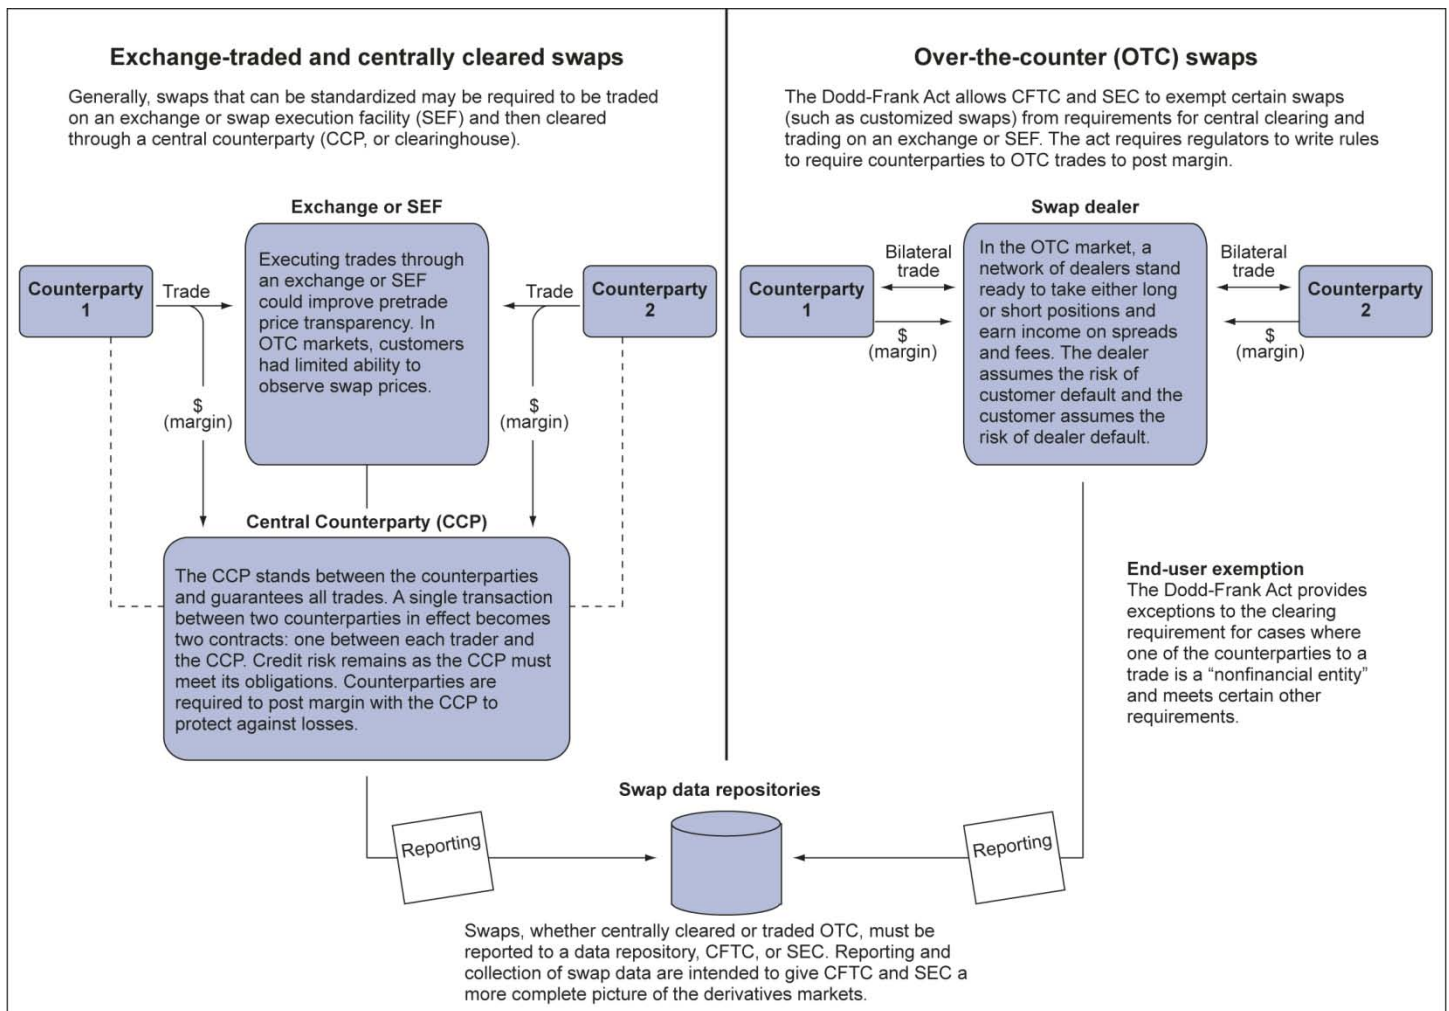 Exchange-traded and centrally cleared swaps
Generally, swaps that can be standardized may be required to be traded
on an exchange or swap execution facility (SEF) and then cleared
through a central counterparty (CCP, or clearinghouse).
Exchange or SEF
Counterparty
1
Trade
Executing trades through
an exchange or SEF
could improve pretrade
price transparency. In
OTC markets, customers
had limited ability to
observe swap prices.
Trade
Counterparty
2
$
(margin)
$
(margin)
Central Counterparty (CCP)
The CCP stands between the counterparties
and guarantees all trades. A single transaction
between two counterparties in effect becomes
two contracts: one between each trader and
the CCP. Credit risk remains as the CCP must
meet its obligations. Counterparties are
required to post margin with the CCP to
protect against losses.
Over-the-counter (OTC) swaps
The Dodd-Frank Act allows CFTC and SEC to exempt certain swaps
(such as customized swaps) from requirements for central clearing and
trading on an exchange or SEF. The act requires regulators to write rules
to require counterparties to OTC trades to post margin.
Swap dealer
Counterparty
1
Bilateral
trade
$
(margin)
In the OTC market, a
network of dealers stand
ready to take either long
or short positions and
earn income on spreads
and fees. The dealer
assumes the risk of
customer default and the
customer assumes the
risk of dealer default.
Bilateral
trade
$
(margin)
Counterparty
2
End-user exemption
The Dodd-Frank Act provides
exceptions to the clearing
requirement for cases where
one of the counterparties to a
trade is a “nonfinancial entity”
and meets certain other
requirements.
Swap data repositories
Reporting
Reporting
Swaps, whether centrally cleared or traded OTC, must be
reported to a data repository, CFTC, or SEC. Reporting and
collection of swap data are intended to give CFTC and SEC a
more complete picture of the derivatives markets.